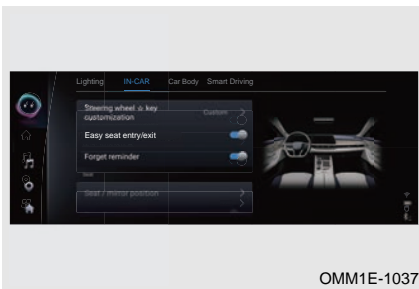 Lighting IN-CAR Car Body Smart Driving
Steering wheel ☆ key
customization
Custom
Easy seat entry/exit
Forget reminder
Seat / mirror position
OMM1E-1037